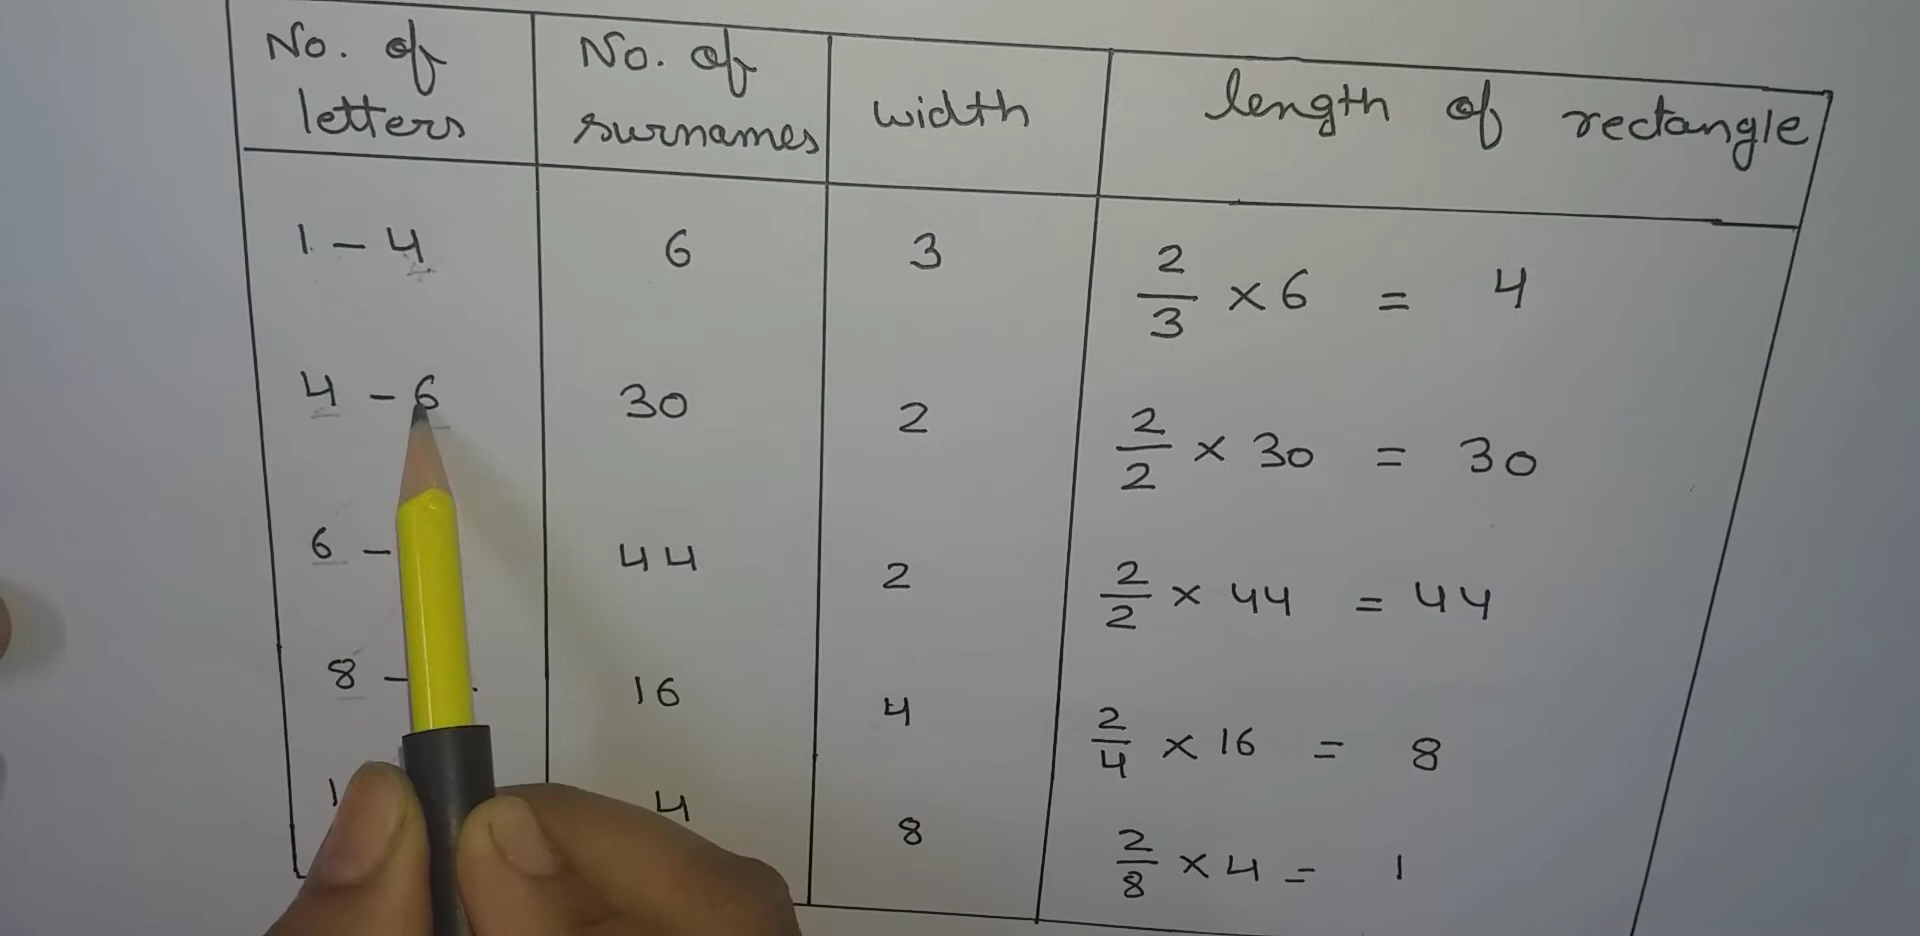 No. of letters | No. of surnames | width | length of rectangle
1 - 4 | 6 | 3 | 2/3 × 6 = 4
4 - 6 | 30 | 2 | 2/2 × 30 = 30
6 - | 44 | 2 | 2/2 × 44 = 44
8 - | 16 | 4 | 2/4 × 16 = 8
1 | 4 | 8 | 2/8 × 4 = 1